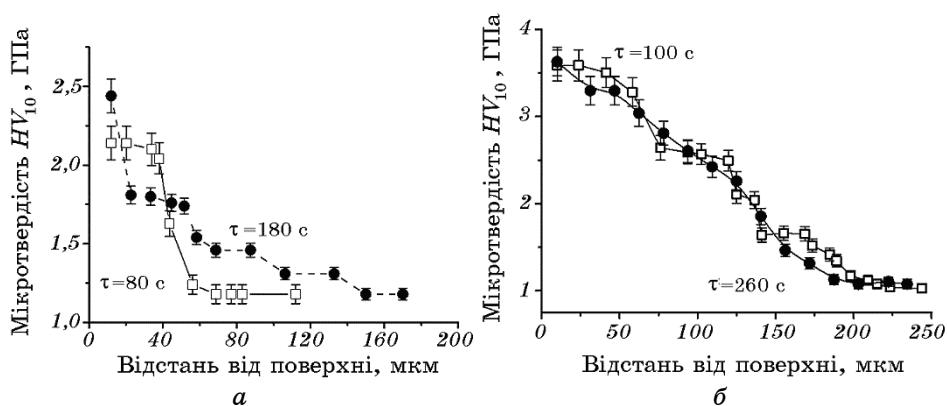 Мікротвердість HV10, ГПа
2,5
2,0
1,5
1,0
τ=180 с
τ=80 с
0 40 80 120 160 200
Відстань від поверхні, мкм
а
Мікротвердість HV10, ГПа
4
3
2
1
τ=100 с
τ=260 с
0 50 100 150 200 250
Відстань від поверхні, мкм
б